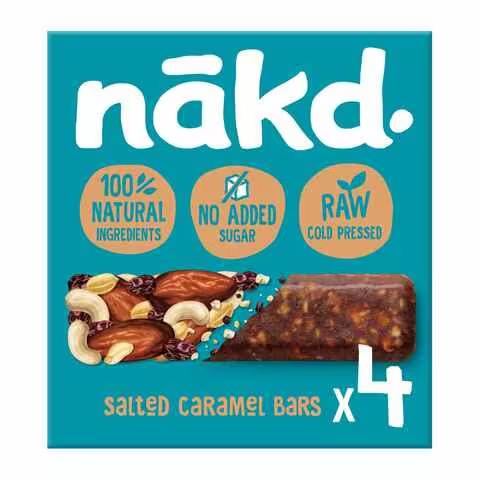 nākd.
100%
NATURAL
INGREDIENTS
NO ADDED
SUGAR
RAW
COLD PRESSED
SALTED CARAMEL BARS x4